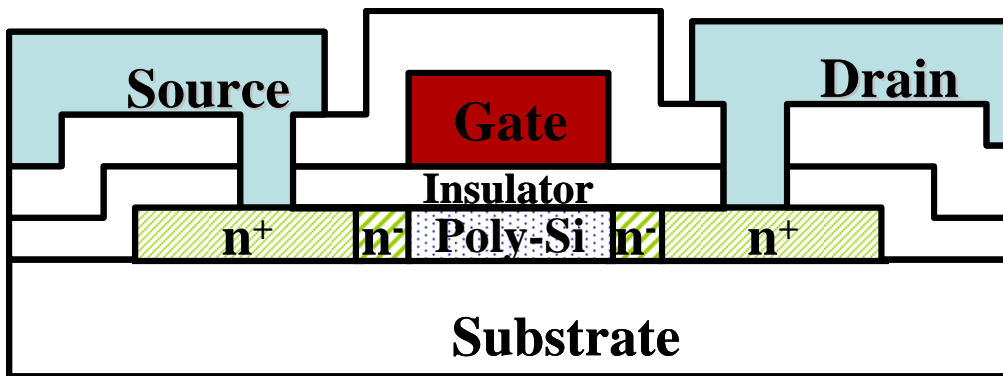 Source
Drain
Gate
Insulator
n⁺ n⁻ Poly-Si n⁻ n⁺
Substrate